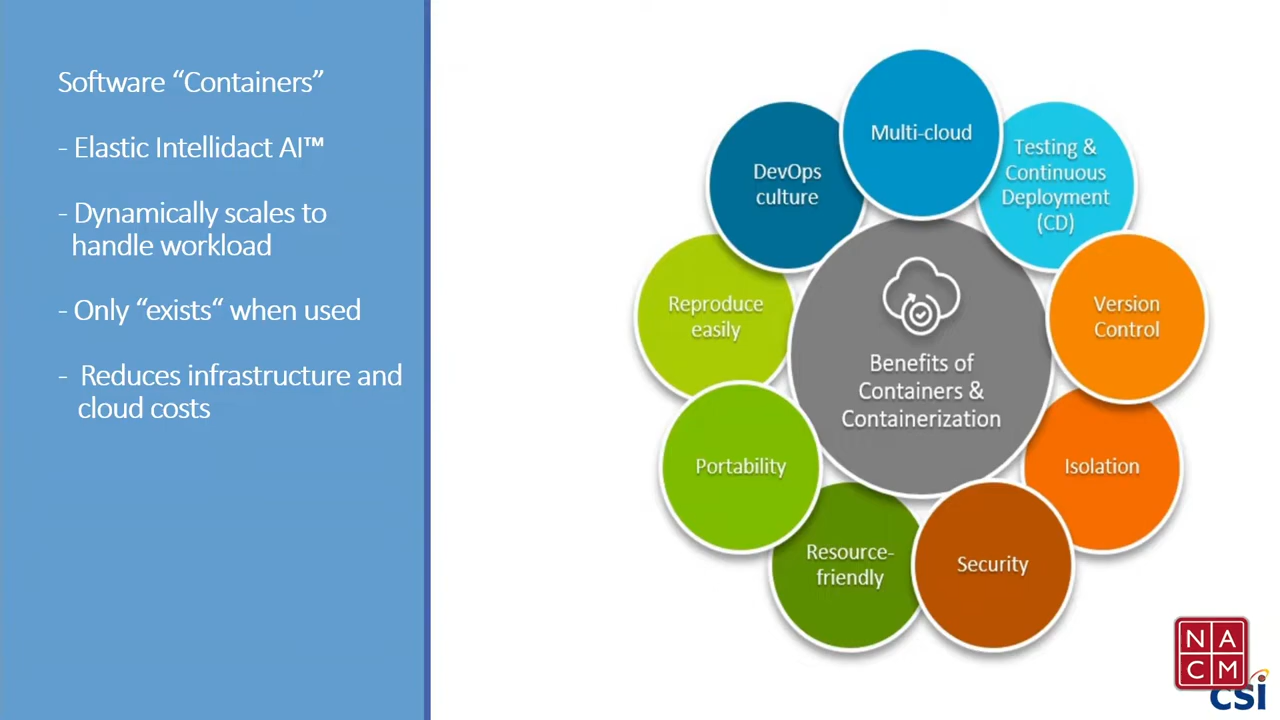 Software “Containers”
- Elastic Intellidact AI™
- Dynamically scales to
handle workload
- Only “exists“ when used
- Reduces infrastructure and
cloud costs
Multi-cloud
Testing &
Continuous
Deployment
(CD)
DevOps
culture
Version
Control
Reproduce
easily
Benefits of
Containers &
Containerization
Portability
Isolation
Resource-
friendly
Security
N A
C M
csi